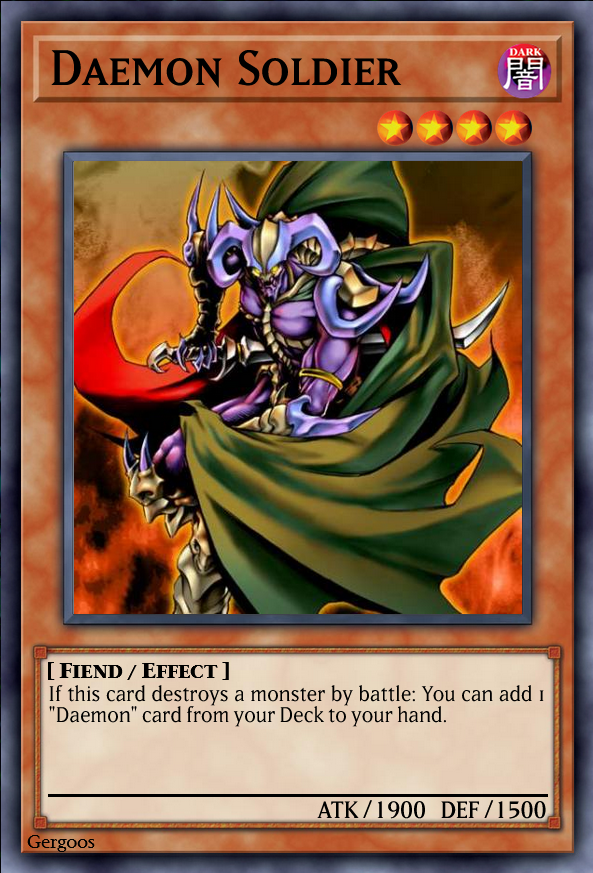 Daemon Soldier
DARK
闇
[ Fiend / Effect ]
If this card destroys a monster by battle: You can add 1
"Daemon" card from your Deck to your hand.
ATK / 1900 DEF / 1500
Gergoos